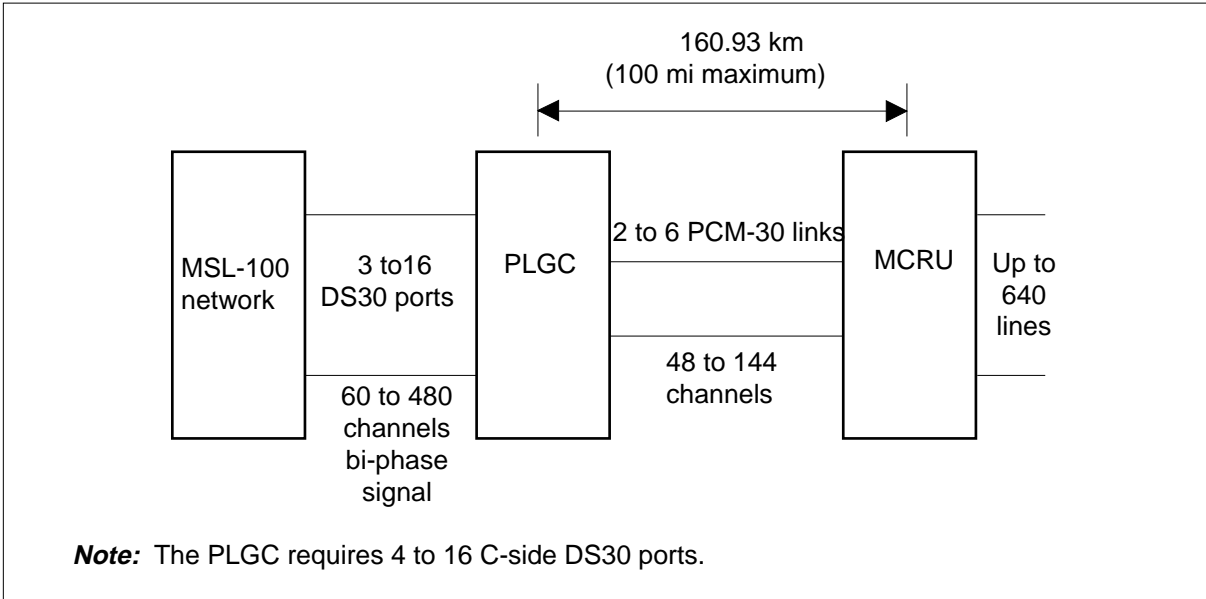 160.93 km
(100 mi maximum)
MSL-100
network
3 to16
DS30 ports
60 to 480
channels
bi-phase
signal
PLGC
2 to 6 PCM-30 links
48 to 144
channels
MCRU
Up to
640
lines
Note: The PLGC requires 4 to 16 C-side DS30 ports.